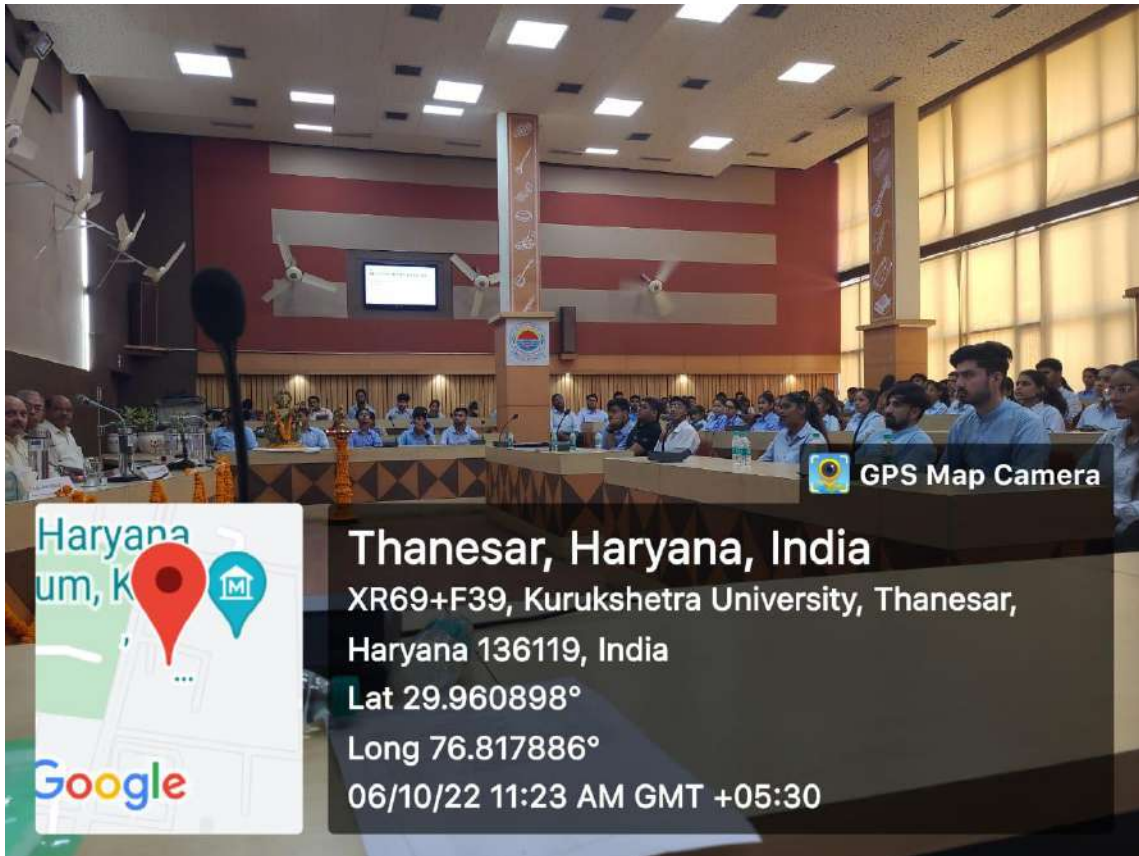 GPS Map Camera
Haryana
um, K
Thanesar, Haryana, India
XR69+F39, Kurukshetra University, Thanesar,
Haryana 136119, India
Lat 29.960898°
Long 76.817886°
06/10/22 11:23 AM GMT +05:30
Google